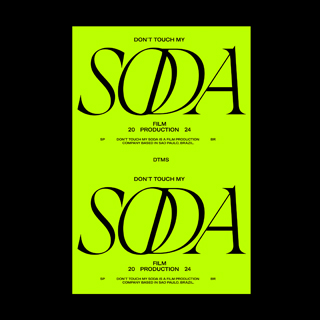 DON'T TOUCH MY
SODA
FILM
20 PRODUCTION 24
SP DON'T TOUCH MY SODA IS A FILM PRODUCTION BR
COMPANY BASED IN SAO PAULO, BRAZIL.
DTMS
DON'T TOUCH MY
SODA
FILM
20 PRODUCTION 24
SP DON'T TOUCH MY SODA IS A FILM PRODUCTION BR
COMPANY BASED IN SAO PAULO, BRAZIL.